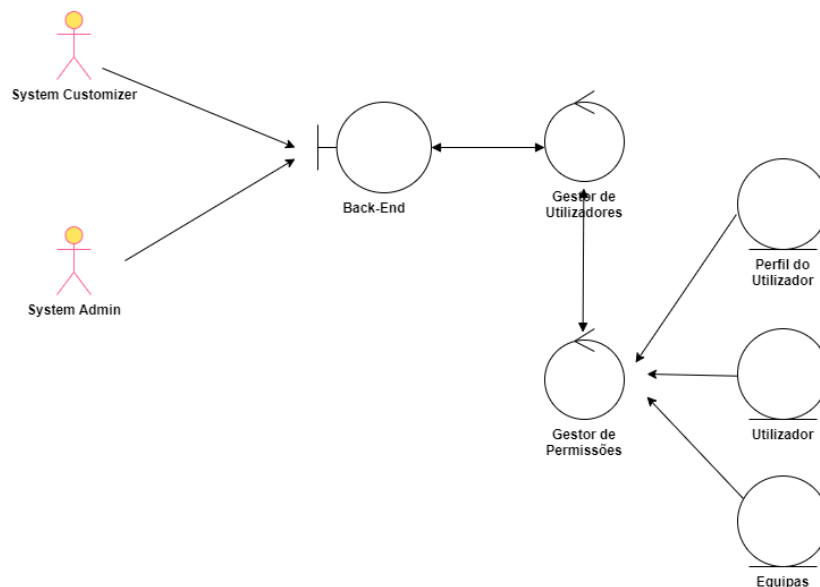 System Customizer
Back-End
Gestor de
Utilizadores
System Admin
Perfil do
Utilizador
Gestor de
Permissões
Utilizador
Equipas